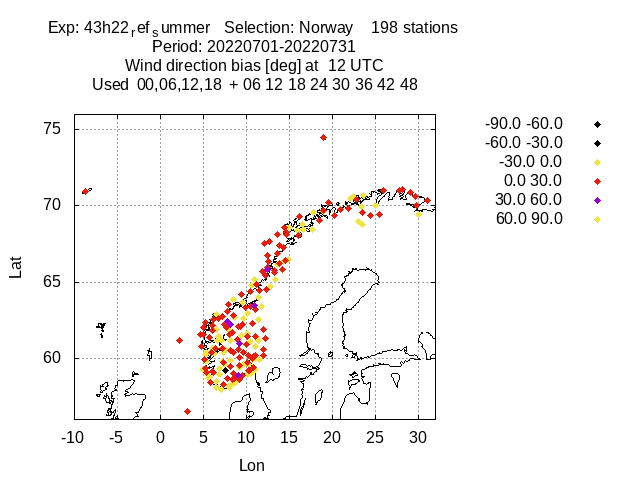 Exp: 43h22ref summer Selection: Norway 198 stations
Period: 20220701-20220731
Wind direction bias [deg] at 12 UTC
Used 00,06,12,18 + 06 12 18 24 30 36 42 48
75
70
65
60
-10 -5 0 5 10 15 20 25 30
Lat
Lon
-90.0 -60.0
-60.0 -30.0
-30.0 0.0
0.0 30.0
30.0 60.0
60.0 90.0